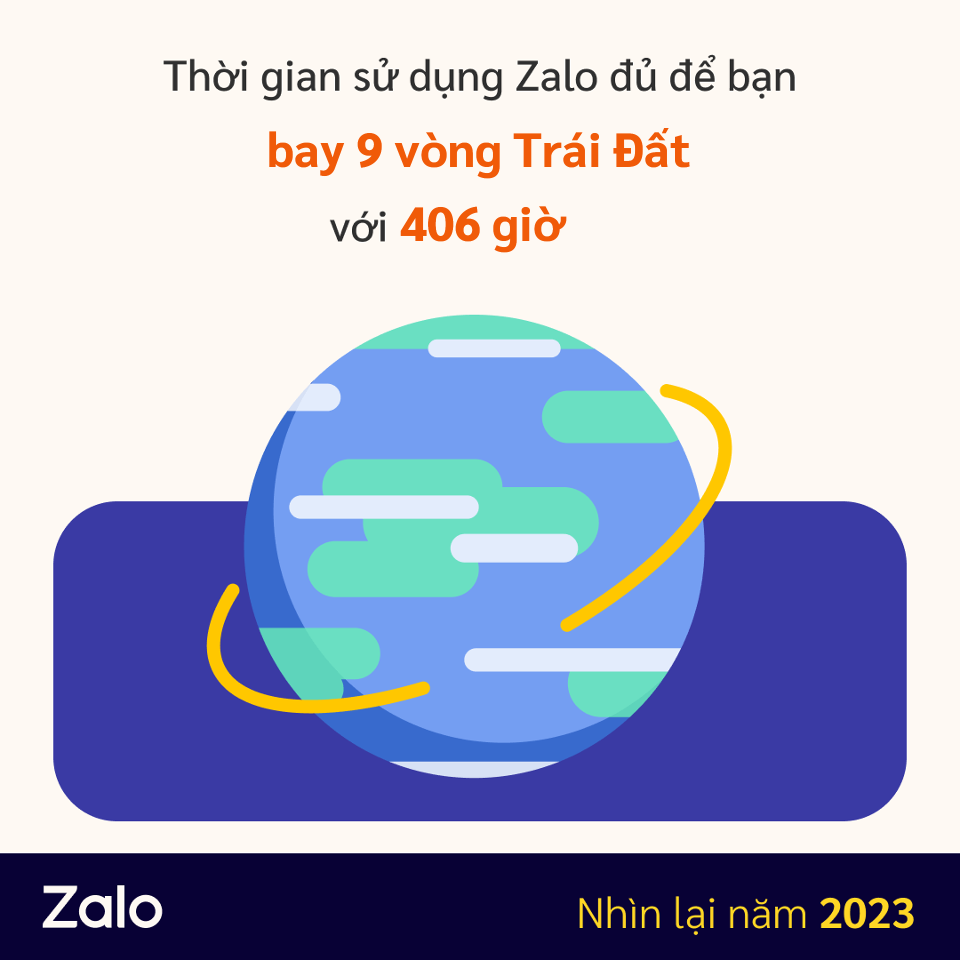 Thời gian sử dụng Zalo đủ để bạn
bay 9 vòng Trái Đất
với 406 giờ
Zalo
Nhìn lại năm 2023